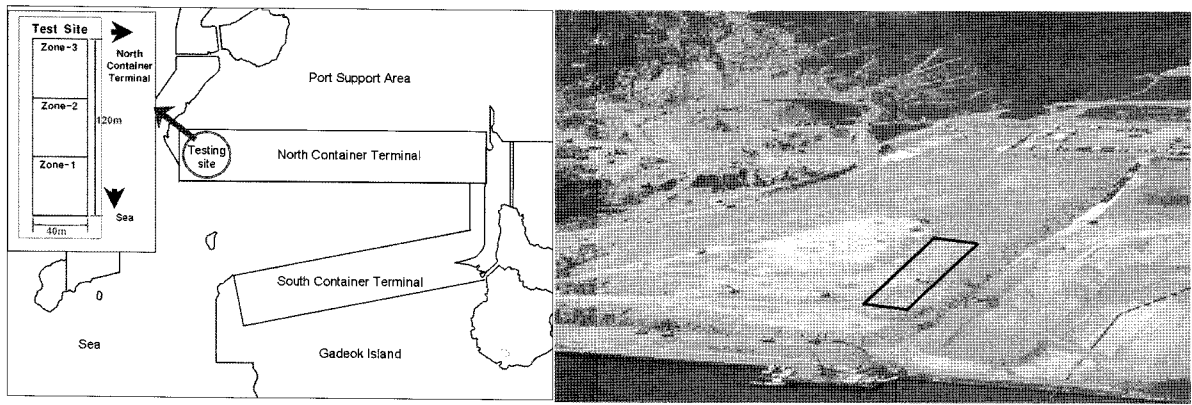 Test Site
Zone-3
North
Container
Terminal
Zone-2
120m
Zone-1
Sea
40m
Port Support Area
Testing
site
North Container Terminal
South Container Terminal
0
Sea
Gadeok Island